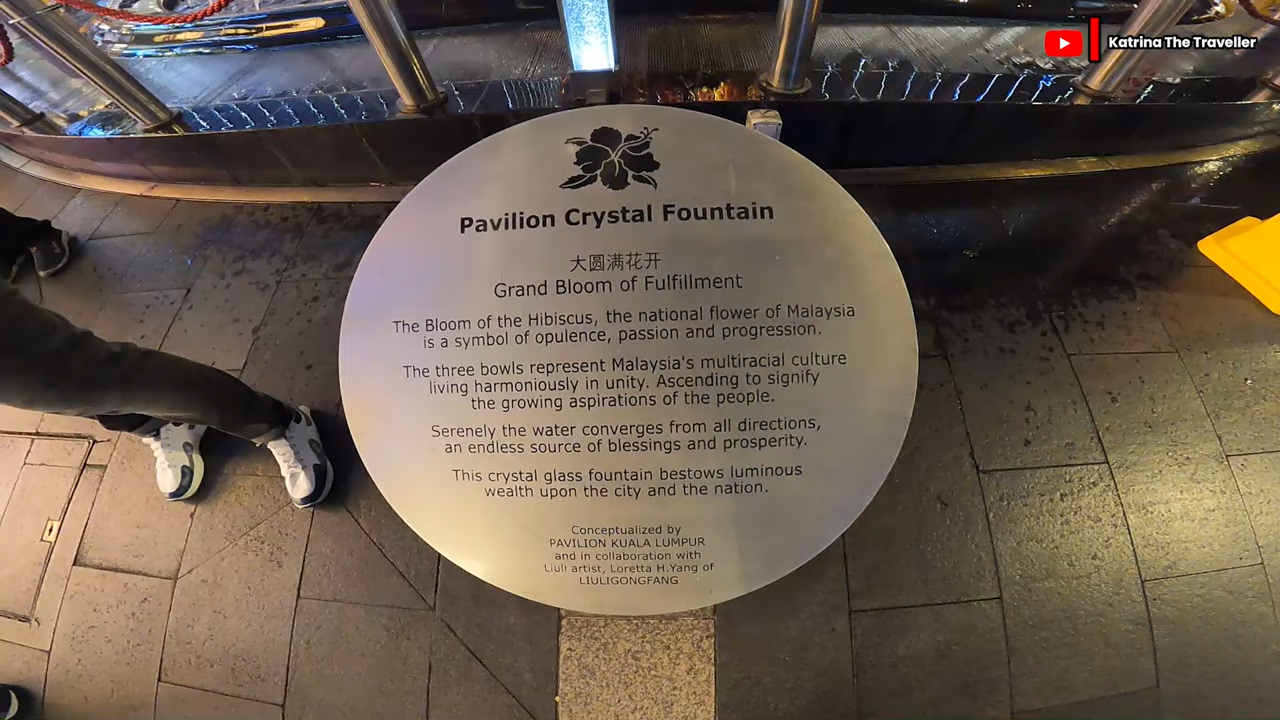 Katrina The Traveller
Pavilion Crystal Fountain
大圆满花开
Grand Bloom of Fulfillment
The Bloom of the Hibiscus, the national flower of Malaysia
is a symbol of opulence, passion and progression.
The three bowls represent Malaysia's multiracial culture
living harmoniously in unity. Ascending to signify
the growing aspirations of the people.
Serenely the water converges from all directions,
an endless source of blessings and prosperity.
This crystal glass fountain bestows luminous
wealth upon the city and the nation.
Conceptualized by
PAVILION KUALA LUMPUR
and in collaboration with
Liuli artist, Loretta H.Yang of
LIULIGONGFANG